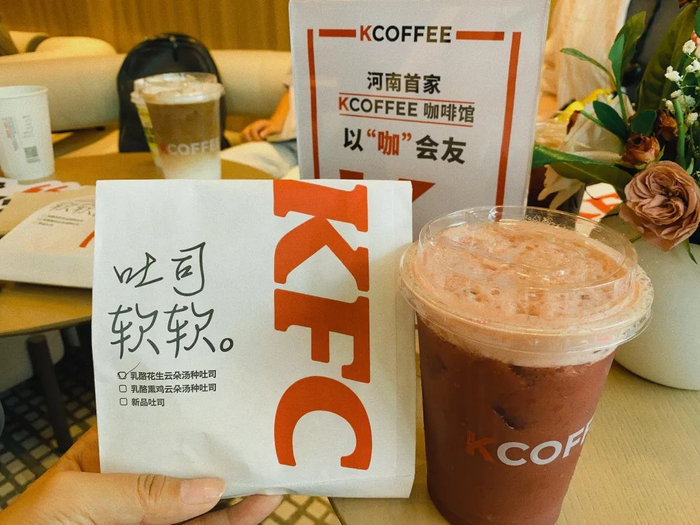 KCOFFEE
河南首家
KCOFFEE 咖啡馆
以“咖”会友
KCOFFEE
KFC
吐司
软软。
乳酪花生云朵汤种吐司
乳酪熏鸡云朵汤种吐司
新品吐司
KCOFFE